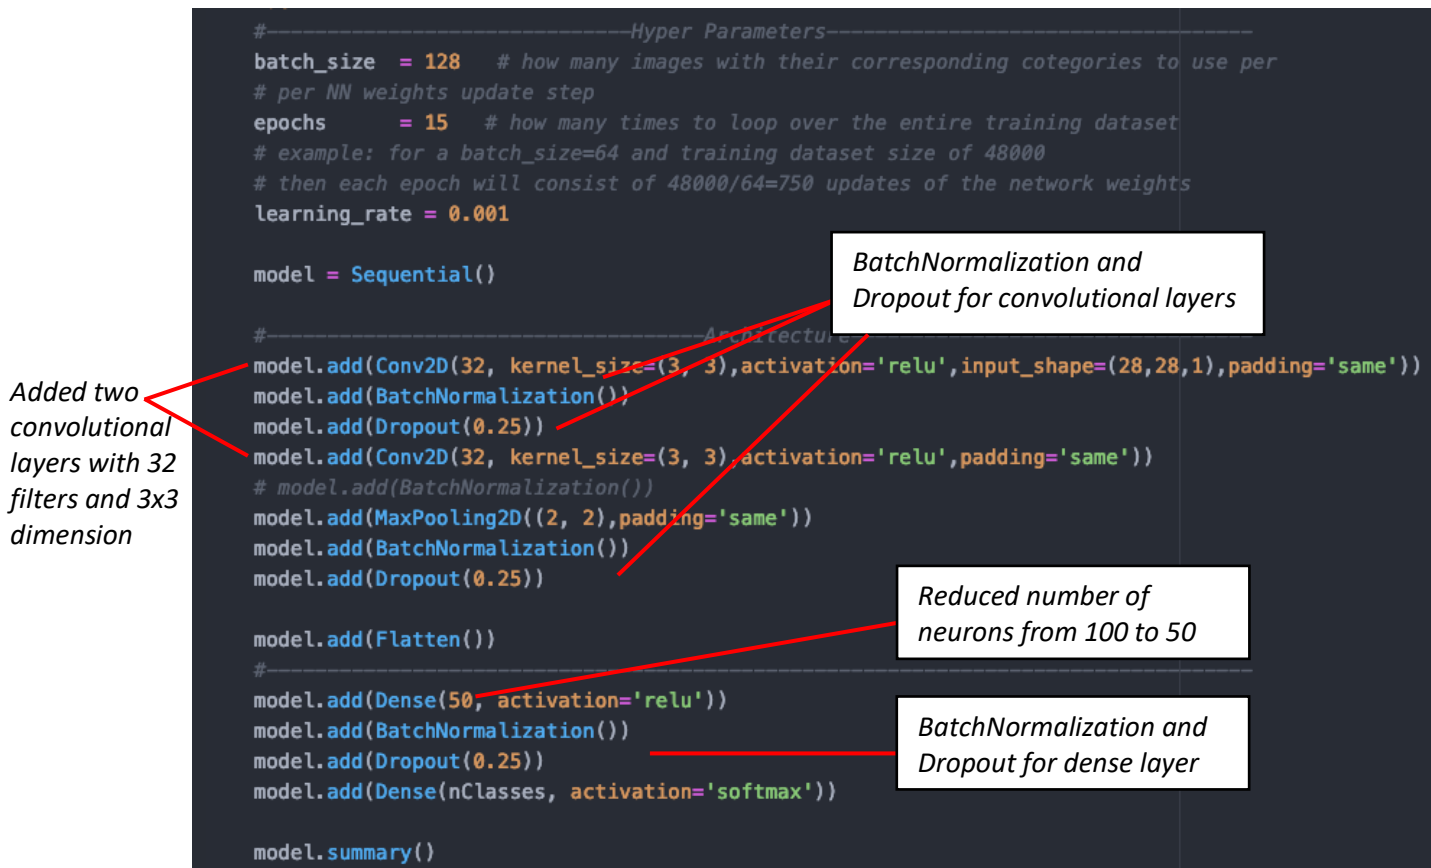 #------------------------------Hyper Parameters-----------------------------------
batch_size  = 128   # how many images with their corresponding cotegories to use per
# per NN weights update step
epochs      = 15   # how many times to loop over the entire training dataset
# example: for a batch_size=64 and training dataset size of 48000
# then each epoch will consist of 48000/64=750 updates of the network weights
learning_rate = 0.001
model = Sequential()
BatchNormalization and
Dropout for convolutional layers
#------------------------------------Architecture
model.add(Conv2D(32, kernel_size=(3, 3),activation='relu',input_shape=(28,28,1),padding='same'))
model.add(BatchNormalization())
model.add(Dropout(0.25))
model.add(Conv2D(32, kernel_size=(3, 3),activation='relu',padding='same'))
# model.add(BatchNormalization())
model.add(MaxPooling2D((2, 2),padding='same'))
model.add(BatchNormalization())
model.add(Dropout(0.25))
Added two
convolutional
layers with 32
filters and 3x3
dimension
model.add(Flatten())
#---------------------------------------------------------------------------------
Reduced number of
neurons from 100 to 50
model.add(Dense(50, activation='relu'))
model.add(BatchNormalization())
model.add(Dropout(0.25))
model.add(Dense(nClasses, activation='softmax'))
BatchNormalization and
Dropout for dense layer
model.summary()